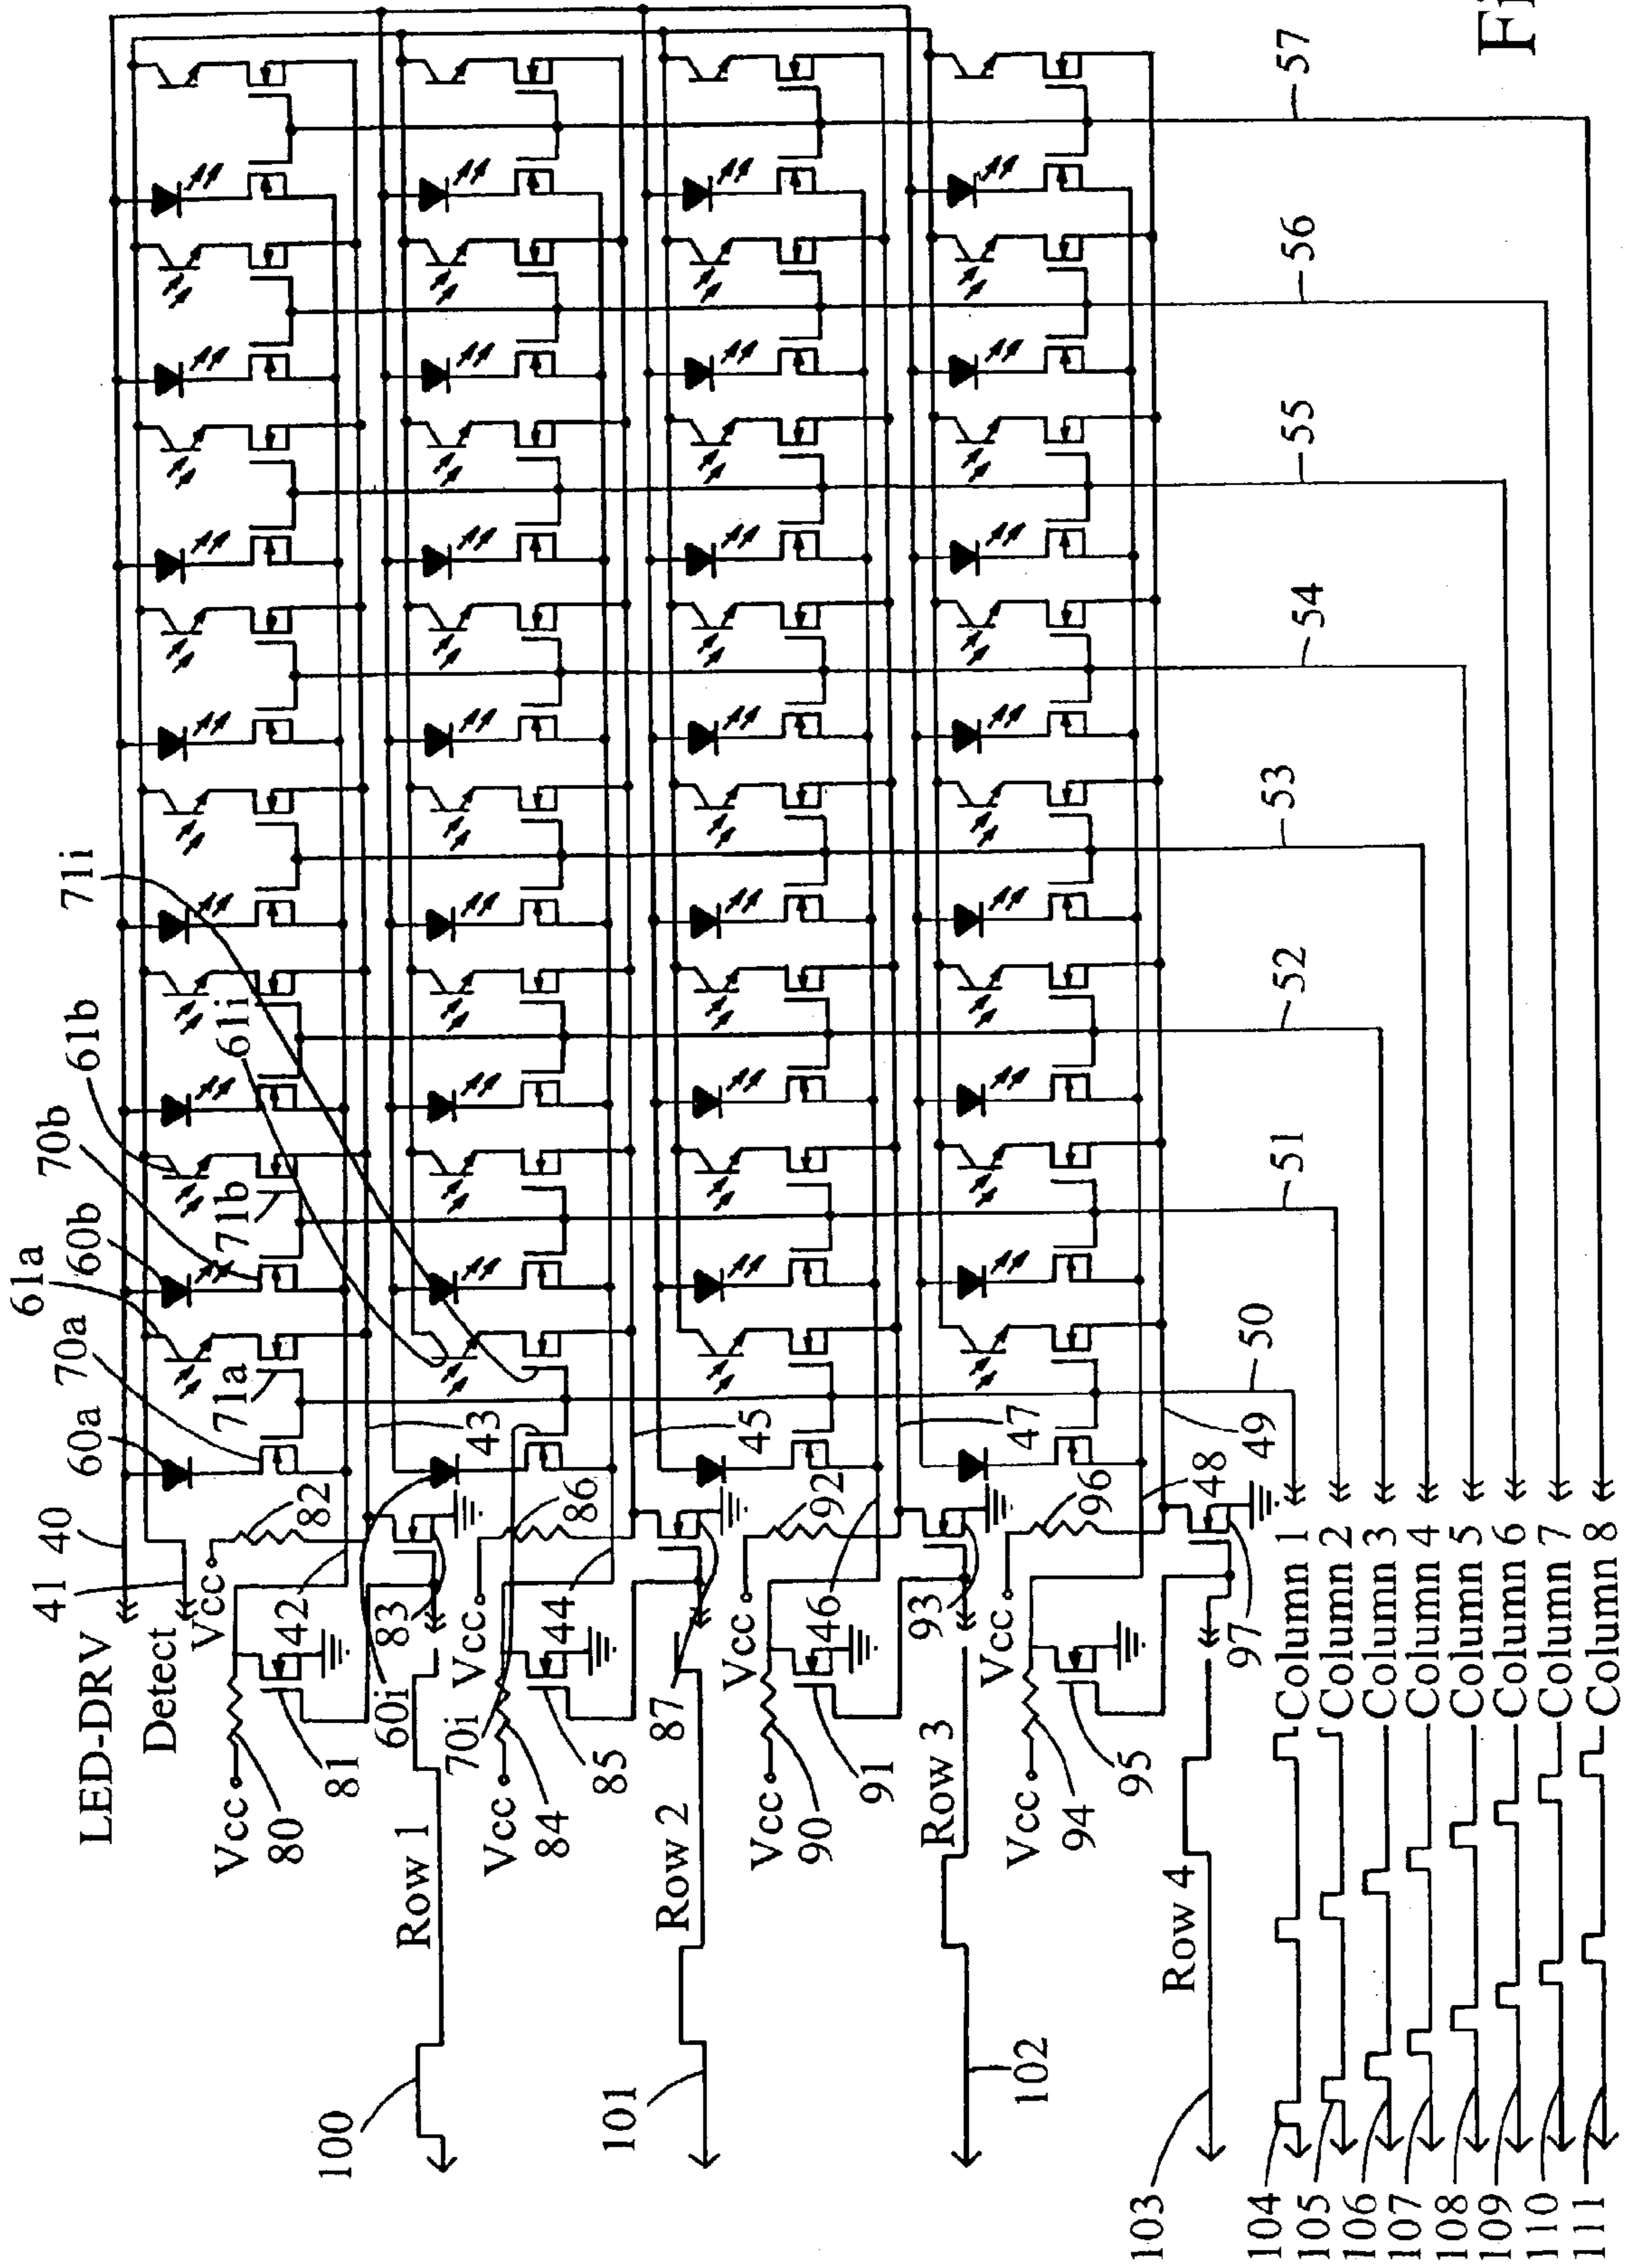 LED-DRV
41
40
Detect
Vcc
82
Vcc
80
81
42
43
60a
70a
71a
61a
60b
70b
71b
61b
61i
71i
100
Row 1
83
60i
70i
Vcc
86
Vcc
84
85
44
45
101
Row 2
87
Vcc
92
Vcc
90
91
46
47
102
Row 3
93
Vcc
96
Vcc
94
95
48
49
103
Row 4
97
50
51
52
53
54
55
56
57
104
Column 1
105
Column 2
106
Column 3
107
Column 4
108
Column 5
109
Column 6
110
Column 7
111
Column 8
Fi